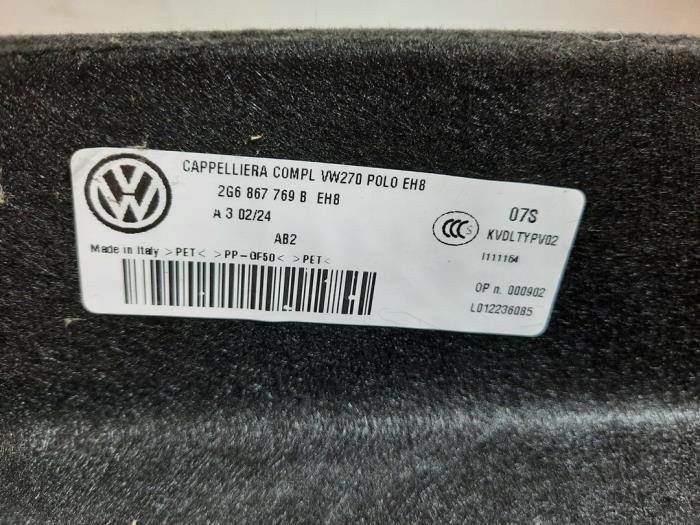 CAPPELLIERA COMPL VW270 POLO EH8
2G6 867 769 B EH8
A 3 02/24
AB2
Made in Italy >PET< >PP-GF50< >PET<
CCC S
07S
KVDLTYPV02
I111164
OP n. 000902
L012236085